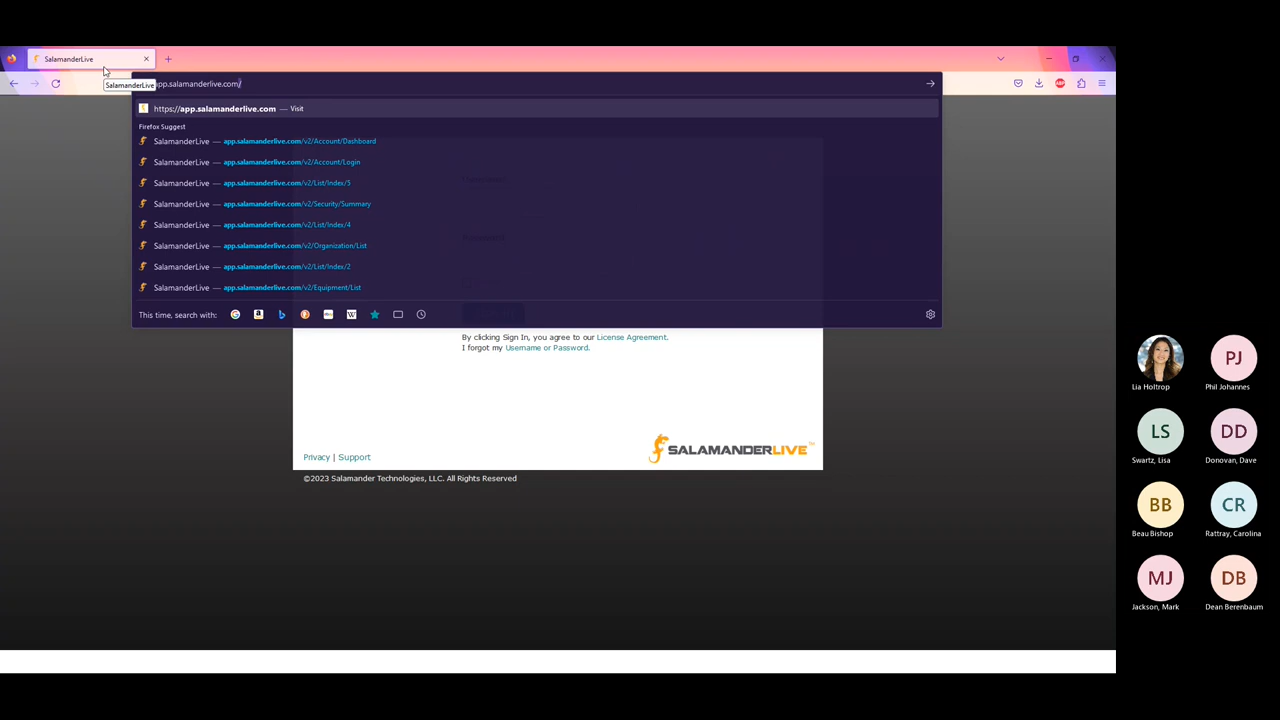 SalamanderLive
SalamanderLive
app.salamanderlive.com/
https://app.salamanderlive.com — Visit
Firefox Suggest
SalamanderLive — app.salamanderlive.com/v2/Account/Dashboard
SalamanderLive — app.salamanderlive.com/v2/Account/Login
SalamanderLive — app.salamanderlive.com/v2/List/Index/5
SalamanderLive — app.salamanderlive.com/v2/Security/Summary
SalamanderLive — app.salamanderlive.com/v2/List/Index/4
SalamanderLive — app.salamanderlive.com/v2/Organization/List
SalamanderLive — app.salamanderlive.com/v2/List/Index/2
SalamanderLive — app.salamanderlive.com/v2/Equipment/List
This time, search with:
By clicking Sign In, you agree to our License Agreement.
I forgot my Username or Password.
SALAMANDERLIVE™
Privacy | Support
©2023 Salamander Technologies, LLC. All Rights Reserved
PJ
Lia Holtrop
Phil Johannes
LS
DD
Swartz, Lisa
Donovan, Dave
BB
CR
Beau Bishop
Rattray, Carolina
MJ
DB
Jackson, Mark
Dean Berenbaum